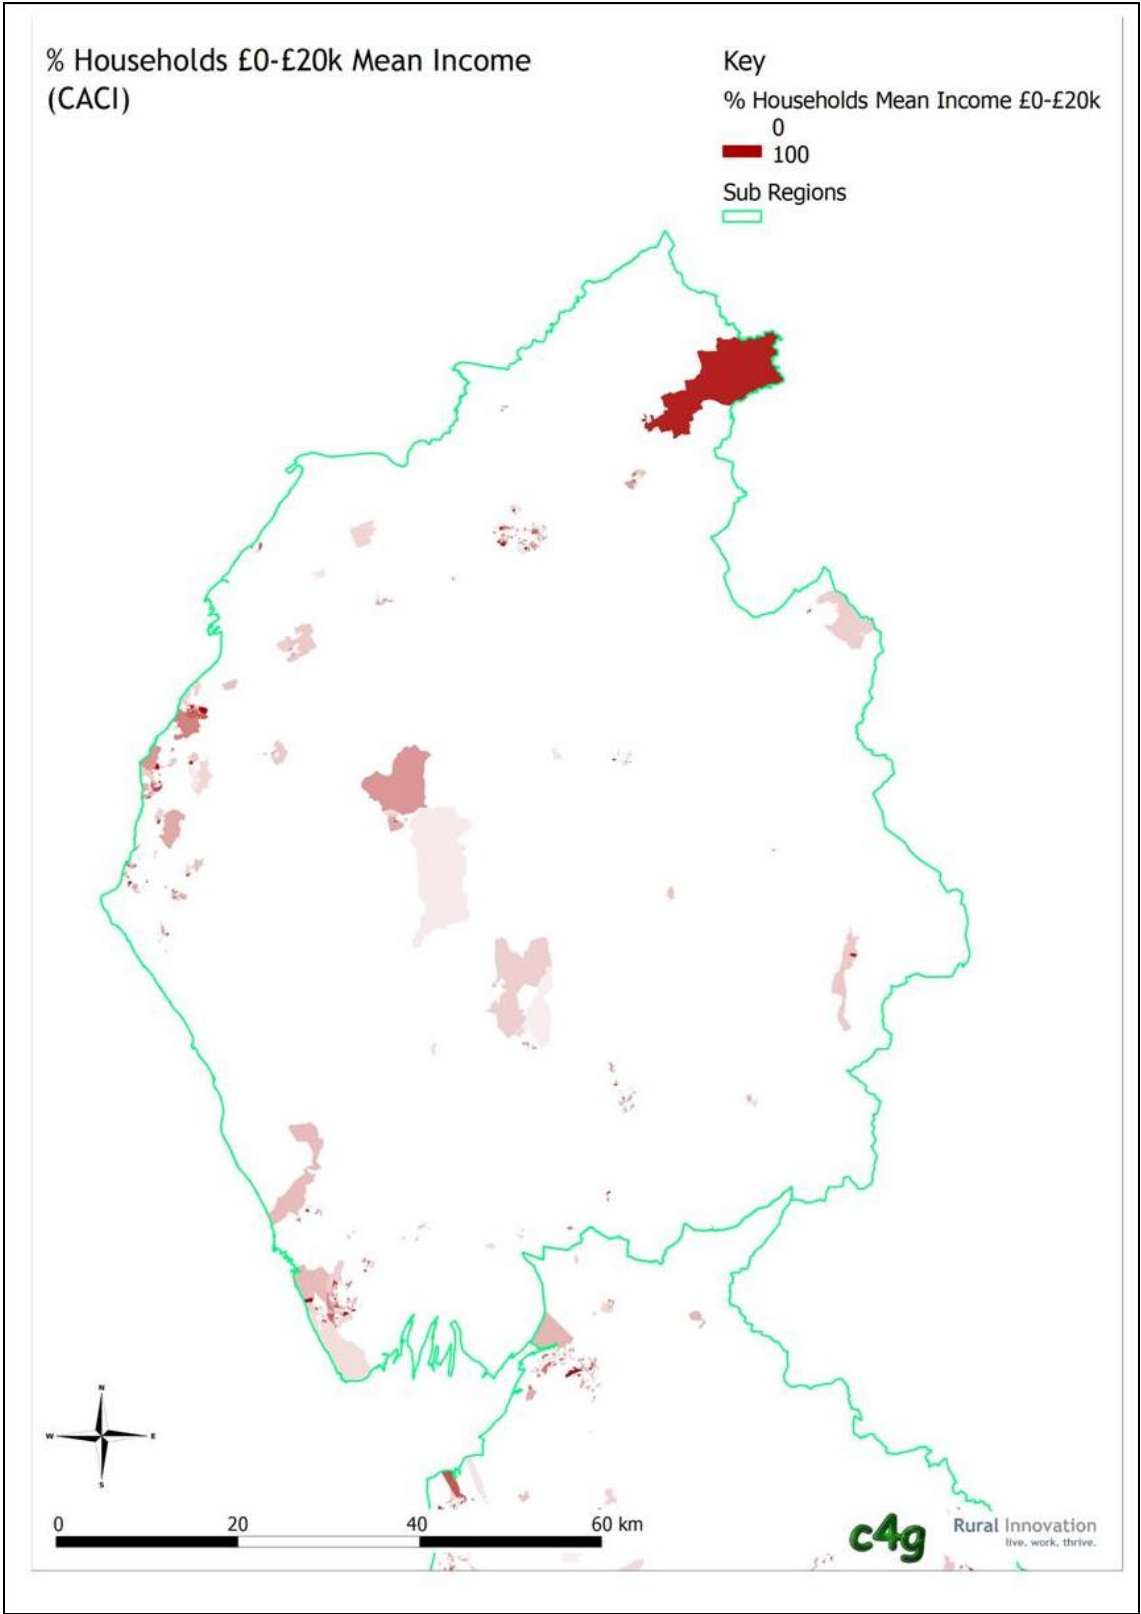 % Households £0-£20k Mean Income
(CACI)
Key
% Households Mean Income £0-£20k
0
100
Sub Regions
N
W
E
S
0 20 40 60 km
c4g
Rural Innovation
live. work. thrive.